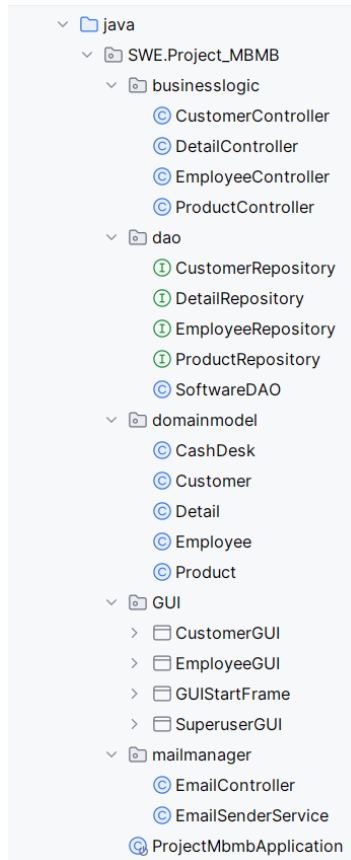 java
SWE.Project_MBMB
businesslogic
CustomerController
DetailController
EmployeeController
ProductController
dao
CustomerRepository
DetailRepository
EmployeeRepository
ProductRepository
SoftwareDAO
domainmodel
CashDesk
Customer
Detail
Employee
Product
GUI
CustomerGUI
EmployeeGUI
GUIStartFrame
SuperuserGUI
mailmanager
EmailController
EmailSenderService
ProjectMbmbApplication